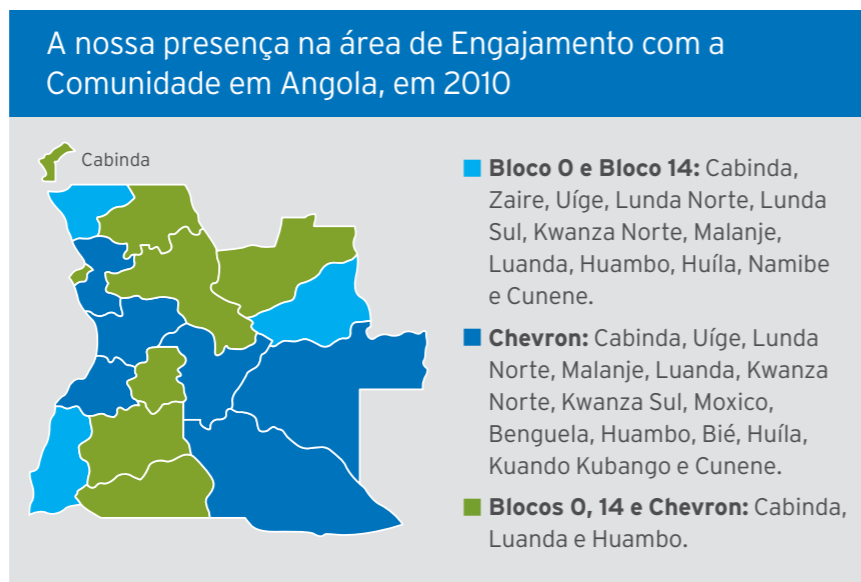 A nossa presença na área de Engajamento com a
Comunidade em Angola, em 2010
Cabinda
Bloco 0 e Bloco 14: Cabinda,
Zaire, Uíge, Lunda Norte, Lunda
Sul, Kwanza Norte, Malanje,
Luanda, Huambo, Huíla, Namibe
e Cunene.
Chevron: Cabinda, Uíge, Lunda
Norte, Malanje, Luanda, Kwanza
Norte, Kwanza Sul, Moxico,
Benguela, Huambo, Bié, Huíla,
Kuando Kubango e Cunene.
Blocos 0, 14 e Chevron: Cabinda,
Luanda e Huambo.